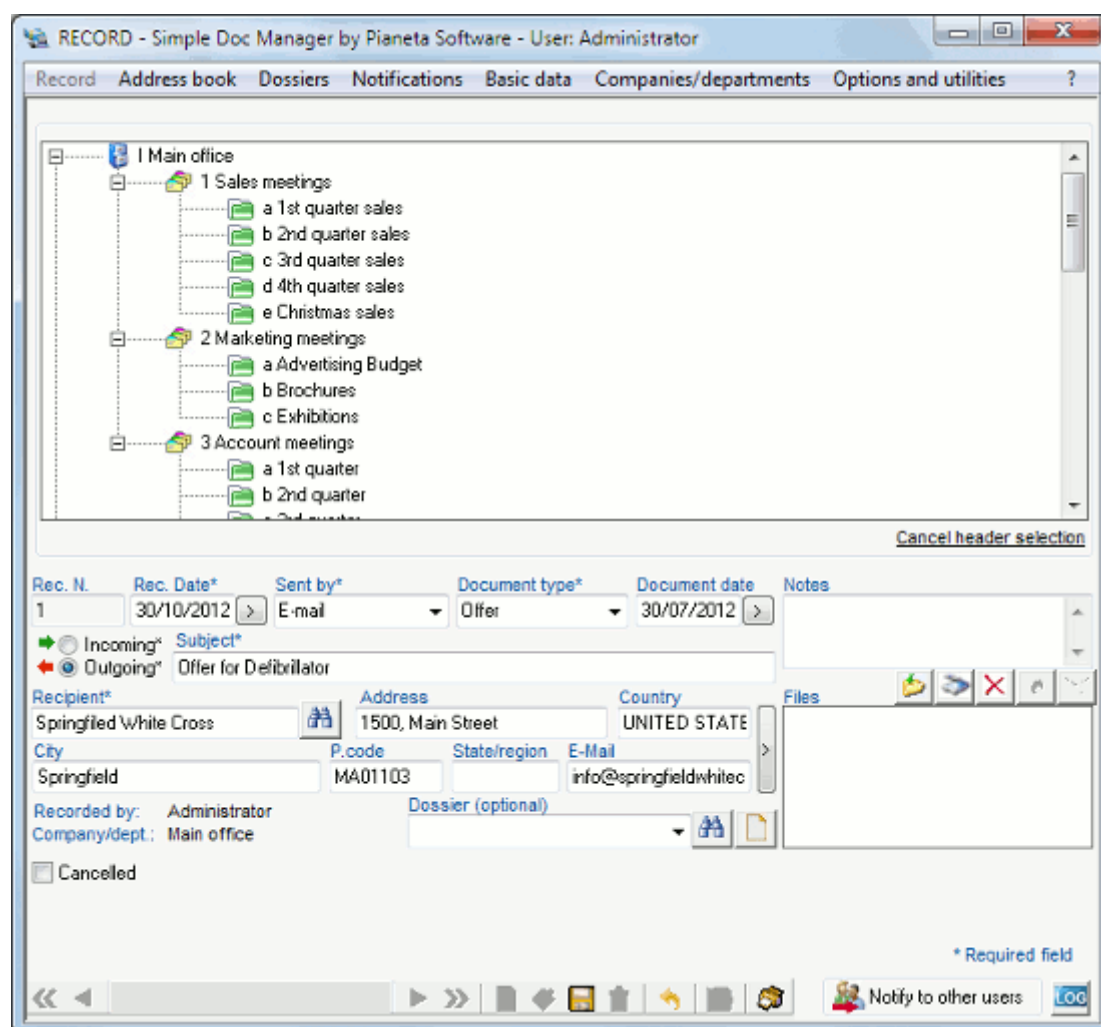 RECORD - Simple Doc Manager by Pianeta Software - User: Administrator
Record Address book Dossiers Notifications Basic data Companies/departments Options and utilities ?
I Main office
1 Sales meetings
a 1st quarter sales
b 2nd quarter sales
c 3rd quarter sales
d 4th quarter sales
e Christmas sales
2 Marketing meetings
a Advertising Budget
b Brochures
c Exhibitions
3 Account meetings
a 1st quarter
b 2nd quarter
Cancel header selection
Rec. N. Rec. Date* Sent by* Document type* Document date Notes
1 30/10/2012 > E-mail Offer 30/07/2012 >
Incoming* Subject*
Outgoing* Offer for Defibrillator
Recipient* Address Country Files
Springfiled White Cross 1500, Main Street UNITED STATE
City P.code State/region E-Mail >
Springfield MA01103 info@springfieldwhitec
Recorded by: Administrator Dossier (optional)
Company/dept.: Main office
Cancelled
* Required field
Notify to other users LOG